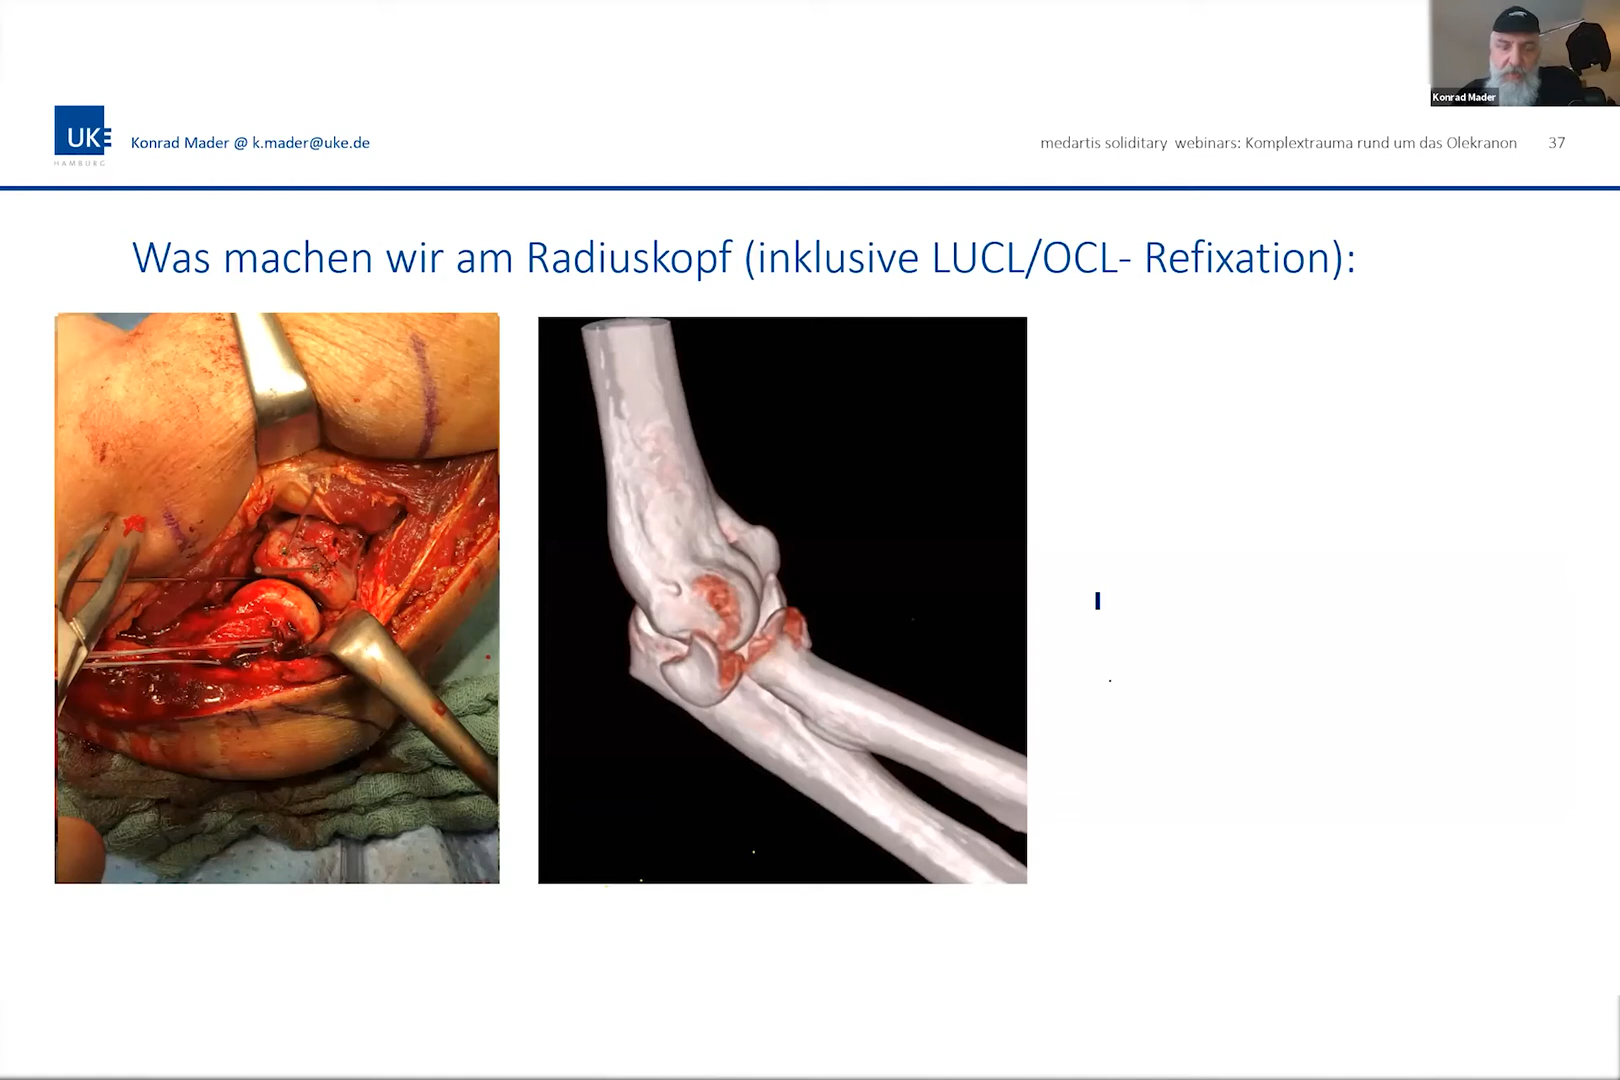 Konrad Mader
UKE
HAMBURG
Konrad Mader @ k.mader@uke.de
medartis soliditary webinars: Komplextrauma rund um das Olekranon 37
Was machen wir am Radiuskopf (inklusive LUCL/OCL- Refixation):